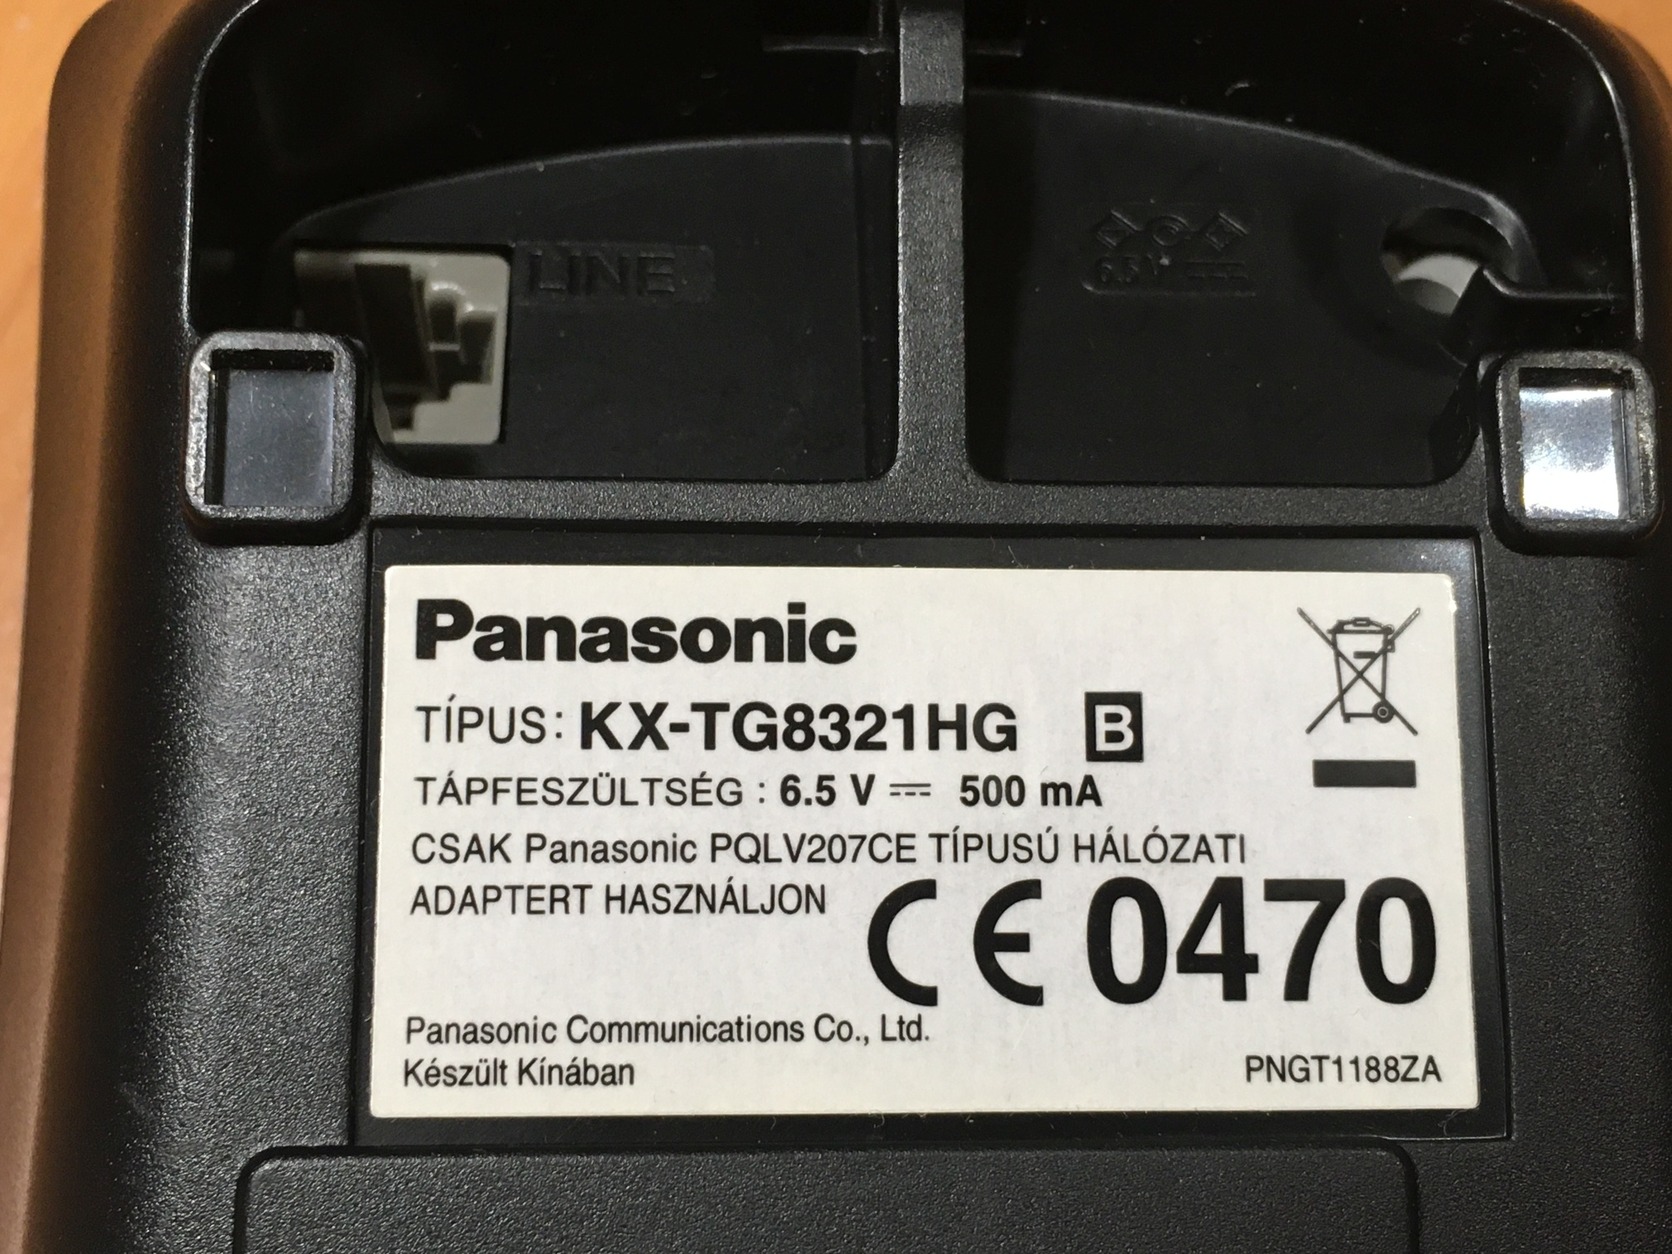 LINE
6.5V ⎓
Panasonic
TÍPUS: KX-TG8321HG B
TÁPFESZÜLTSÉG : 6.5 V ⎓ 500 mA
CSAK Panasonic PQLV207CE TÍPUSÚ HÁLÓZATI
ADAPTERT HASZNÁLJON
CE 0470
Panasonic Communications Co., Ltd.
Készült Kínában
PNGT1188ZA